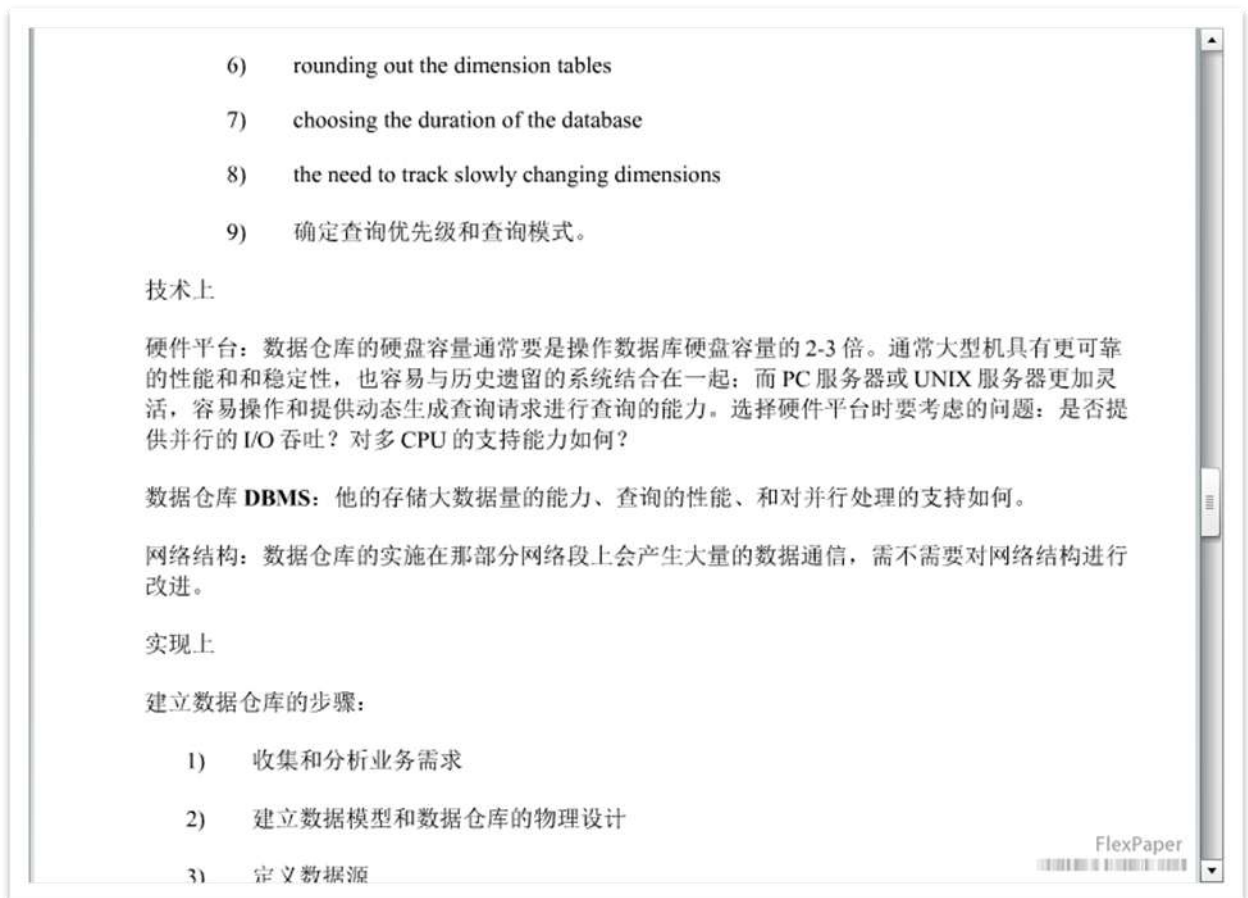 6) rounding out the dimension tables
7) choosing the duration of the database
8) the need to track slowly changing dimensions
9) 确定查询优先级和查询模式。
技术上
硬件平台：数据仓库的硬盘容量通常要是操作数据库硬盘容量的 2-3 倍。通常大型机具有更可靠
的性能和和稳定性，也容易与历史遗留的系统结合在一起；而 PC 服务器或 UNIX 服务器更加灵
活，容易操作和提供动态生成查询请求进行查询的能力。选择硬件平台时要考虑的问题：是否提
供并行的 I/O 吞吐？对多 CPU 的支持能力如何？
数据仓库 DBMS：他的存储大数据量的能力、查询的性能、和对并行处理的支持如何。
网络结构：数据仓库的实施在那部分网络段上会产生大量的数据通信，需不需要对网络结构进行
改进。
实现上
建立数据仓库的步骤：
1) 收集和分析业务需求
2) 建立数据模型和数据仓库的物理设计
3) 定义数据源
FlexPaper